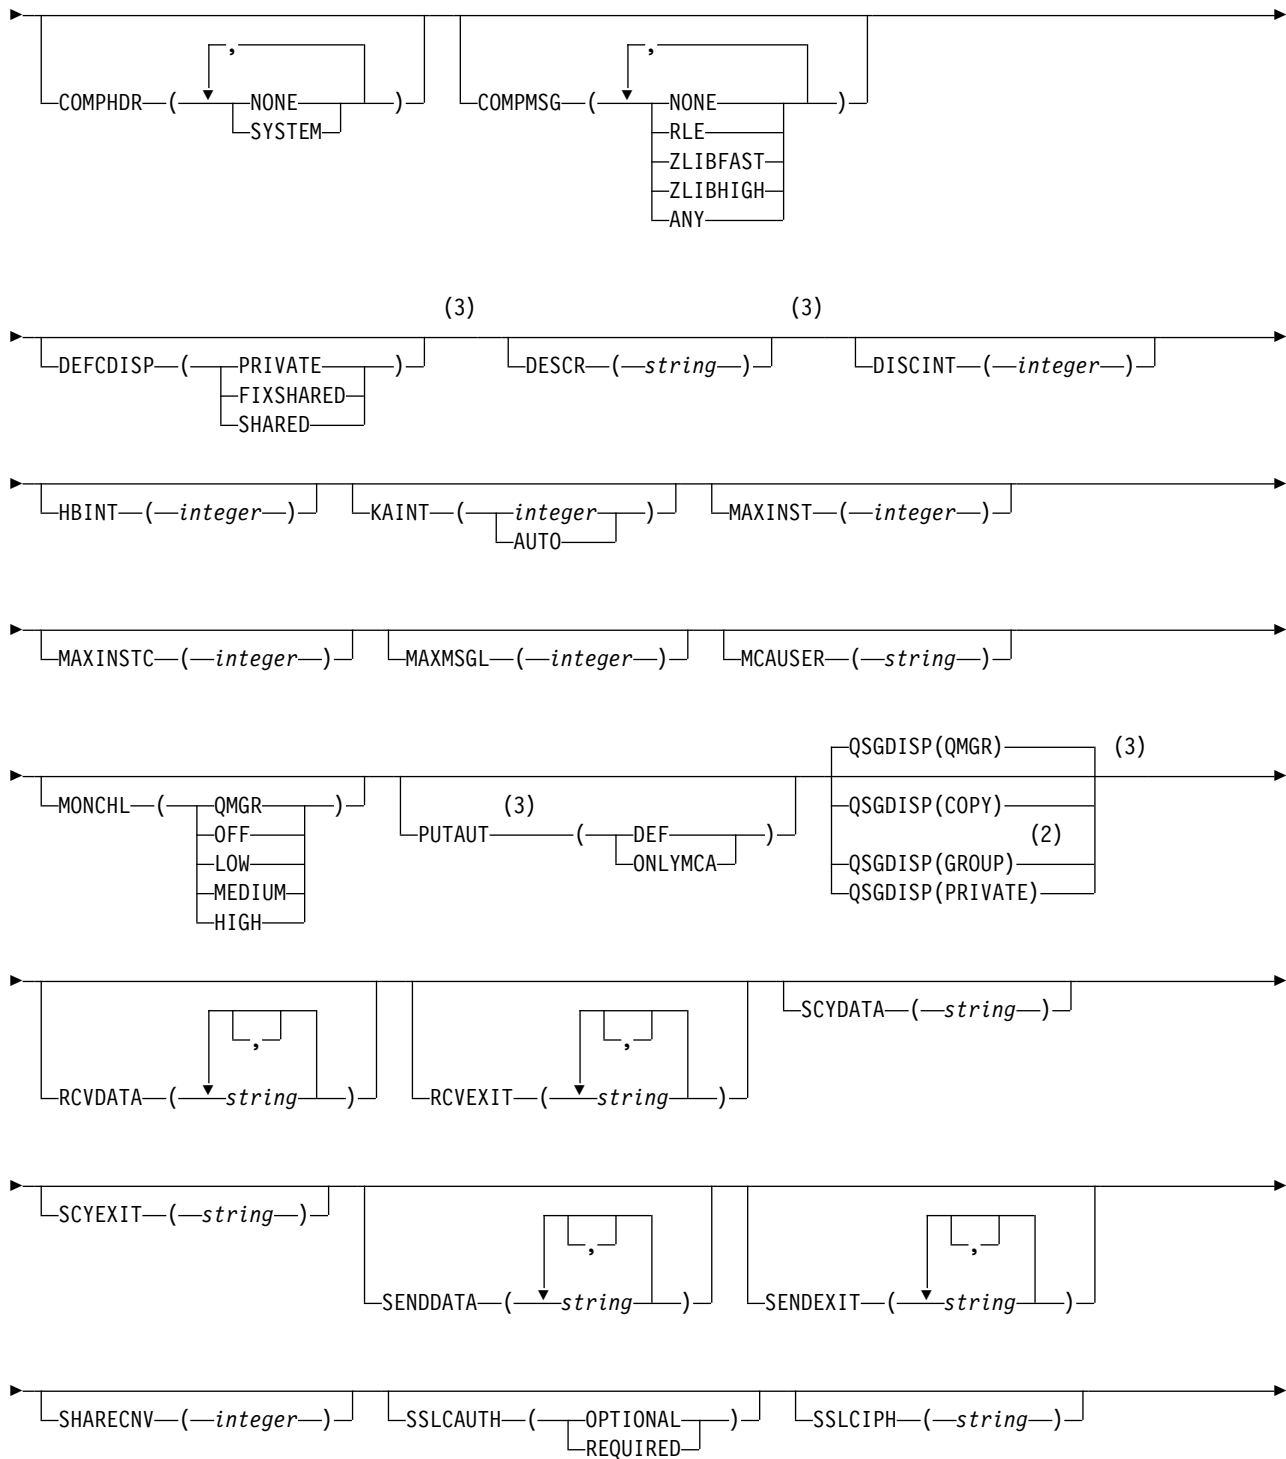 ,
,
COMPHDR ( NONE ) COMPMSG ( NONE )
SYSTEM RLE
ZLIBFAST
ZLIBHIGH
ANY
(3) (3)
DEFCDISP ( PRIVATE ) DESCR ( string ) DISCINT ( integer )
FIXSHARED
SHARED
HBINT ( integer ) KAINT ( integer ) MAXINST ( integer )
AUTO
MAXINSTC ( integer ) MAXMSGL ( integer ) MCAUSER ( string )
QSGDISP(QMGR) (3)
MONCHL ( QMGR ) (3) QSGDISP(COPY)
OFF PUTAUT ( DEF ) (2)
LOW ONLYMCA QSGDISP(GROUP)
MEDIUM QSGDISP(PRIVATE)
HIGH
SCYDATA ( string )
, ,
RCVDATA ( string ) RCVEXIT ( string )
SCYEXIT ( string )
, ,
SENDDATA ( string ) SENDEXIT ( string )
SHARECNV ( integer ) SSLCAUTH ( OPTIONAL ) SSLCIPH ( string )
REQUIRED